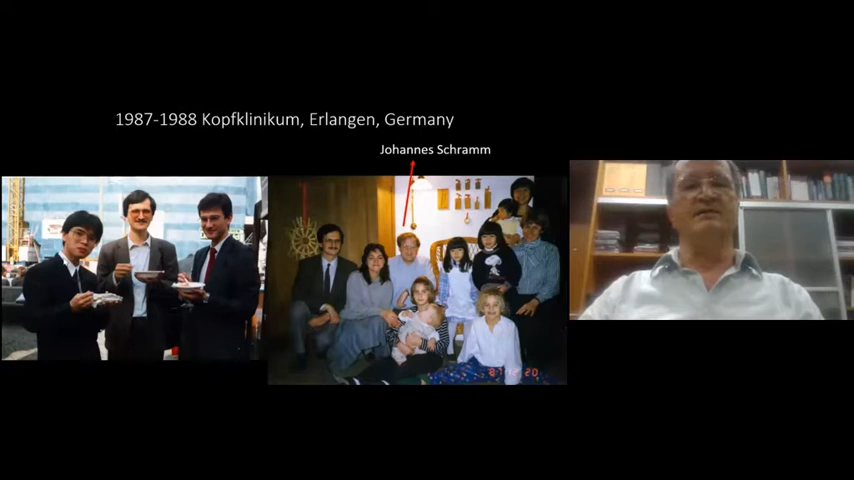 1987-1988 Kopfklinikum, Erlangen, Germany
Johannes Schramm
87 12 20